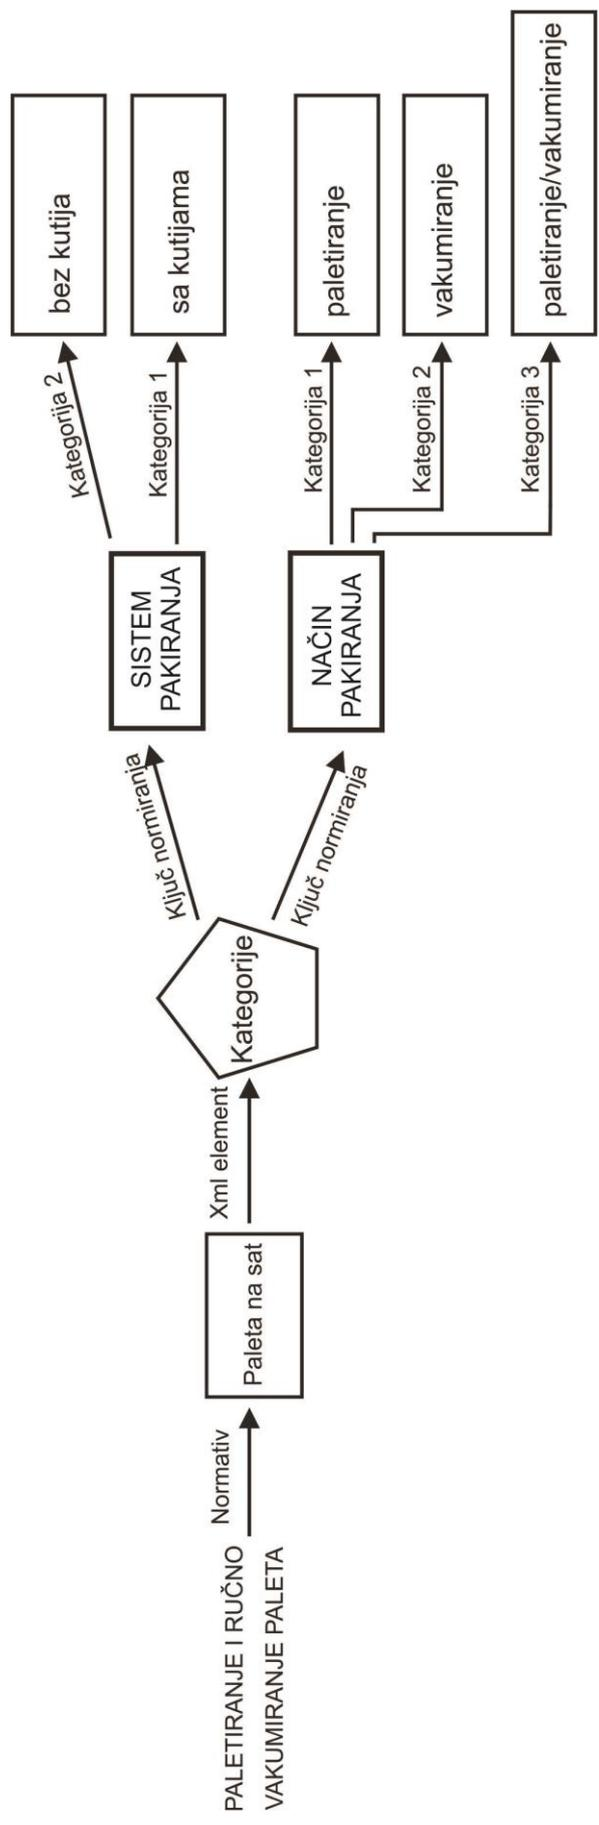 PALETIRANJE I RUČNO
VAKUMIRANJE PALETA
Normativ
Paleta na sat
Xml element
Kategorije
Ključ normiranja
SISTEM
PAKIRANJA
Kategorija 2
bez kutija
Kategorija 1
sa kutijama
Ključ normiranja
NAČIN
PAKIRANJA
Kategorija 1
paletiranje
Kategorija 2
vakumiranje
Kategorija 3
paletiranje/vakumiranje